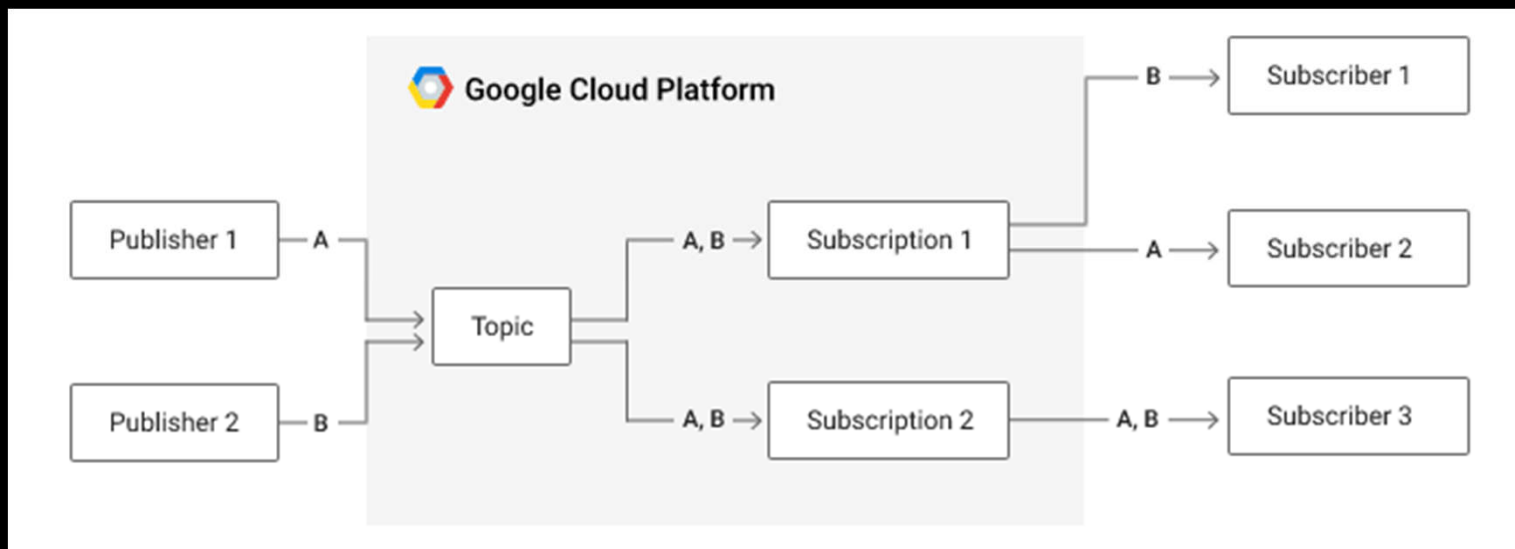 Google Cloud Platform
B
Subscriber 1
Publisher 1
A
A, B
Subscription 1
A
Subscriber 2
Topic
Publisher 2
B
A, B
Subscription 2
A, B
Subscriber 3